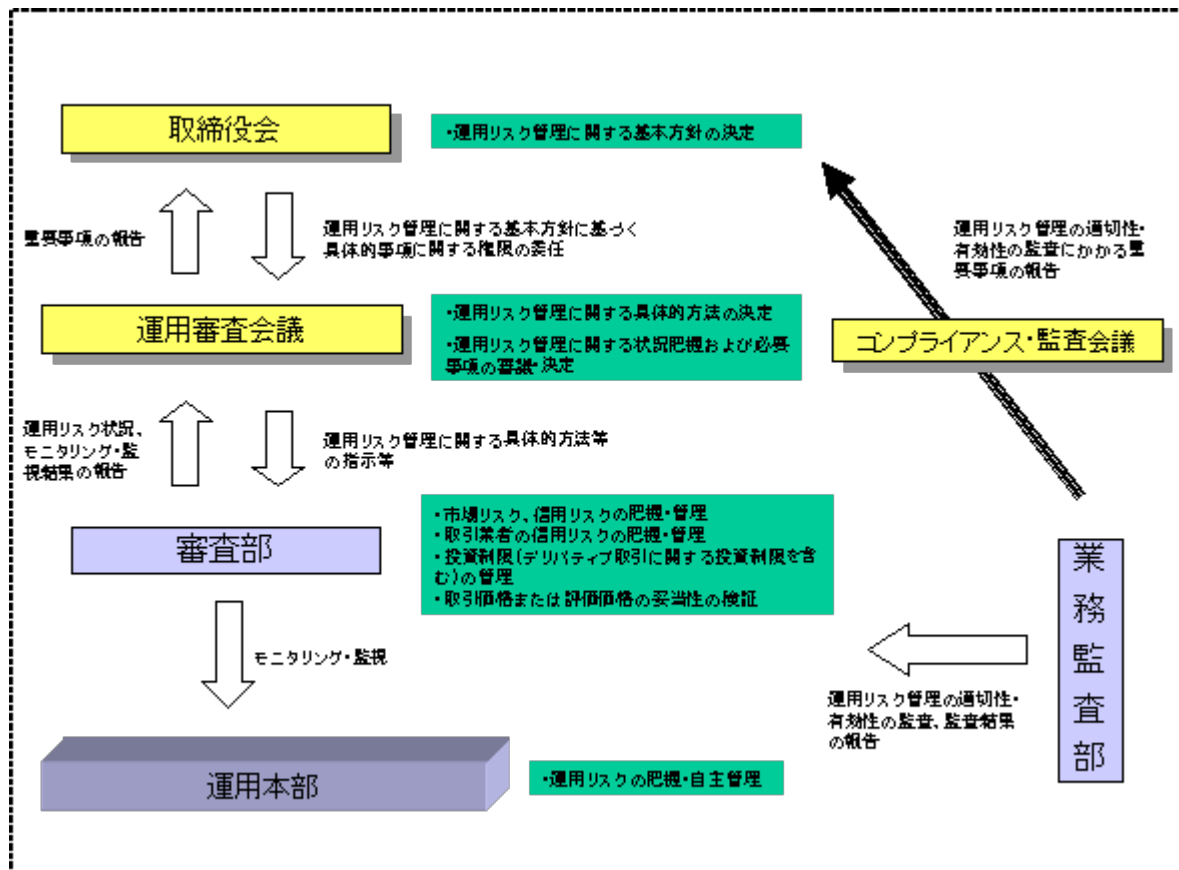 取締役会
・運用リスク管理に関する基本方針の決定
重要事項の報告
運用リスク管理に関する基本方針に基づく
具体的事項に関する権限の委任
運用リスク管理の適切性・
有効性の監査にかかる重
要事項の報告
運用審査会議
・運用リスク管理に関する具体的方法の決定
・運用リスク管理に関する状況把握および必要
事項の審議・決定
コンプライアンス・監査会議
運用リスク状況、
モニタリング・監
視結果の報告
運用リスク管理に関する具体的方法等
の指示等
審査部
・市場リスク、信用リスクの把握・管理
・取引業者の信用リスクの把握・管理
・投資制限(デリバティブ取引に関する投資制限を含
む)の管理
・取引価格または評価価格の妥当性の検証
業務監査部
モニタリング・監視
運用リスク管理の適切性・
有効性の監査、監査結果
の報告
運用本部
・運用リスクの把握・自主管理